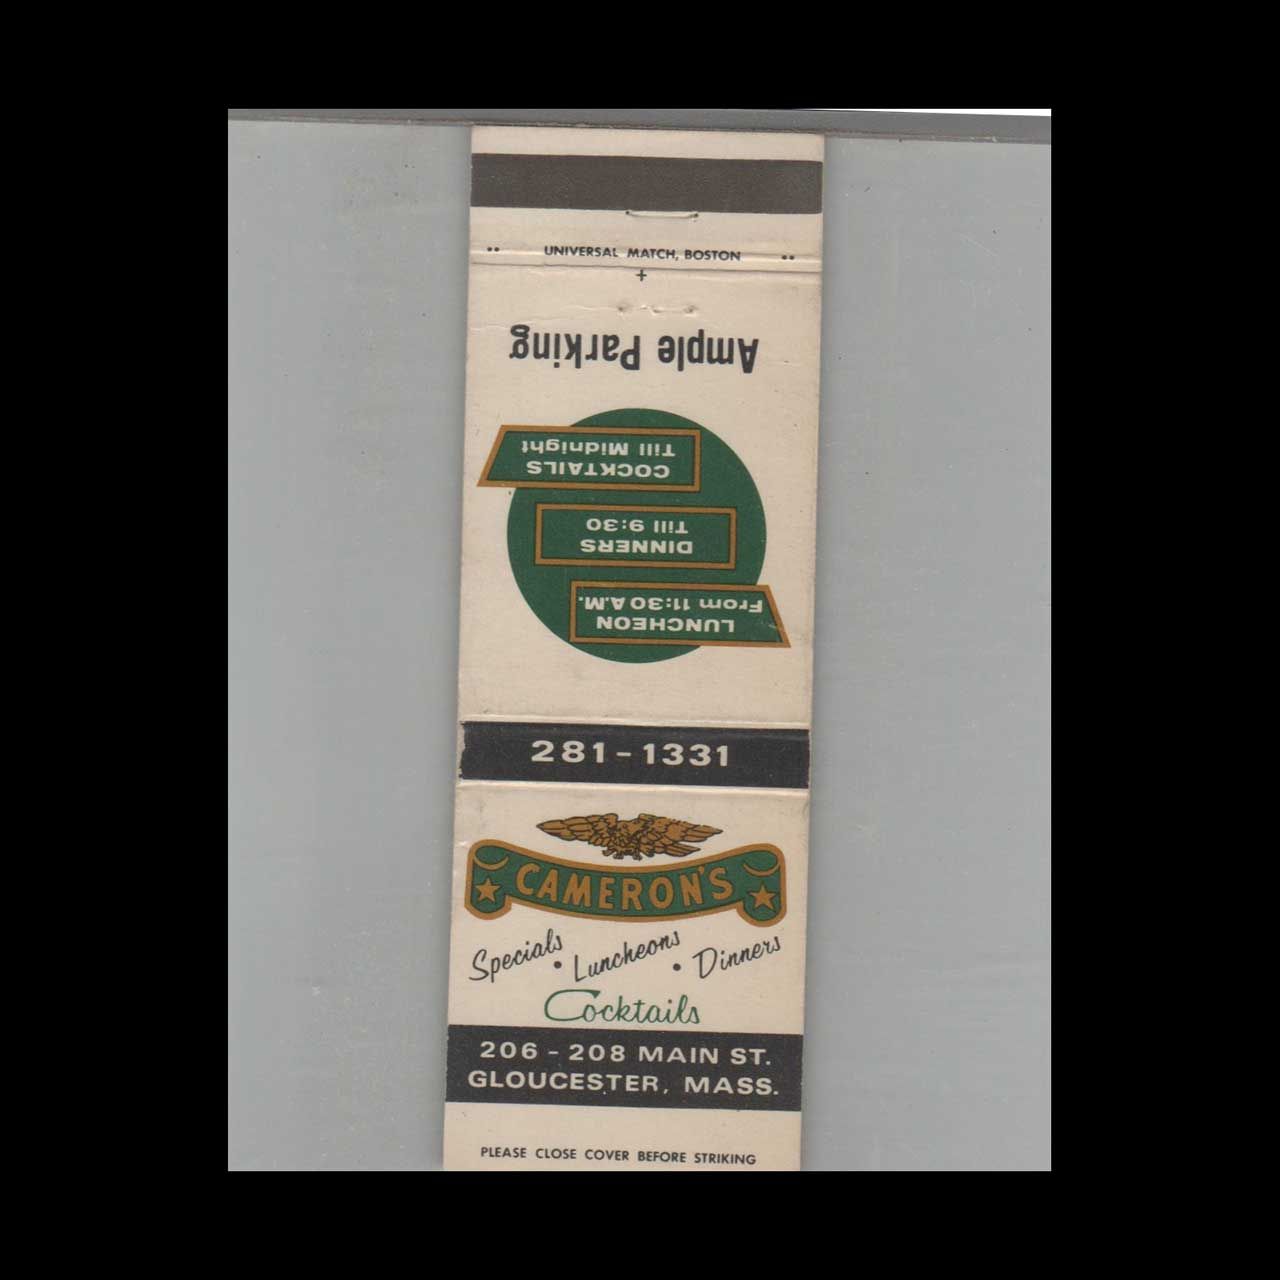 UNIVERSAL MATCH, BOSTON
Ample Parking
LUNCHEON
From 11:30 A.M.
DINNERS
Till 9:30
COCKTAILS
Till Midnight
281-1331
CAMERON'S
Specials • Luncheons • Dinners
Cocktails
206 - 208 MAIN ST.
GLOUCESTER, MASS.
PLEASE CLOSE COVER BEFORE STRIKING